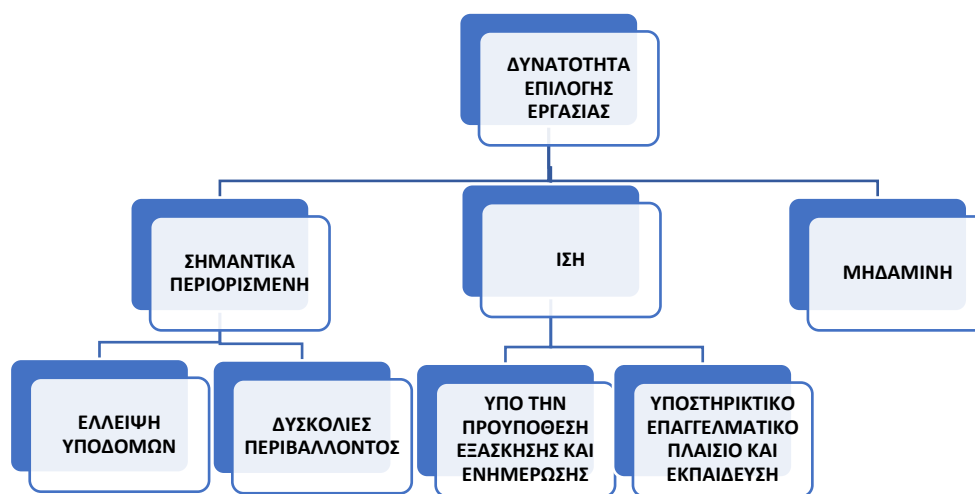 ΔΥΝΑΤΟΤΗΤΑ
ΕΠΙΛΟΓΗΣ
ΕΡΓΑΣΙΑΣ
ΣΗΜΑΝΤΙΚΑ
ΠΕΡΙΟΡΙΣΜΕΝΗ
ΙΣΗ
ΜΗΔΑΜΙΝΗ
ΕΛΛΕΙΨΗ
ΥΠΟΔΟΜΩΝ
ΔΥΣΚΟΛΙΕΣ
ΠΕΡΙΒΑΛΛΟΝΤΟΣ
ΥΠΟ ΤΗΝ
ΠΡΟΥΠΟΘΕΣΗ
ΕΞΑΣΚΗΣΗΣ ΚΑΙ
ΕΝΗΜΕΡΩΣΗΣ
ΥΠΟΣΤΗΡΙΚΤΙΚΟ
ΕΠΑΓΓΕΛΜΑΤΙΚΟ
ΠΛΑΙΣΙΟ ΚΑΙ
ΕΚΠΑΙΔΕΥΣΗ